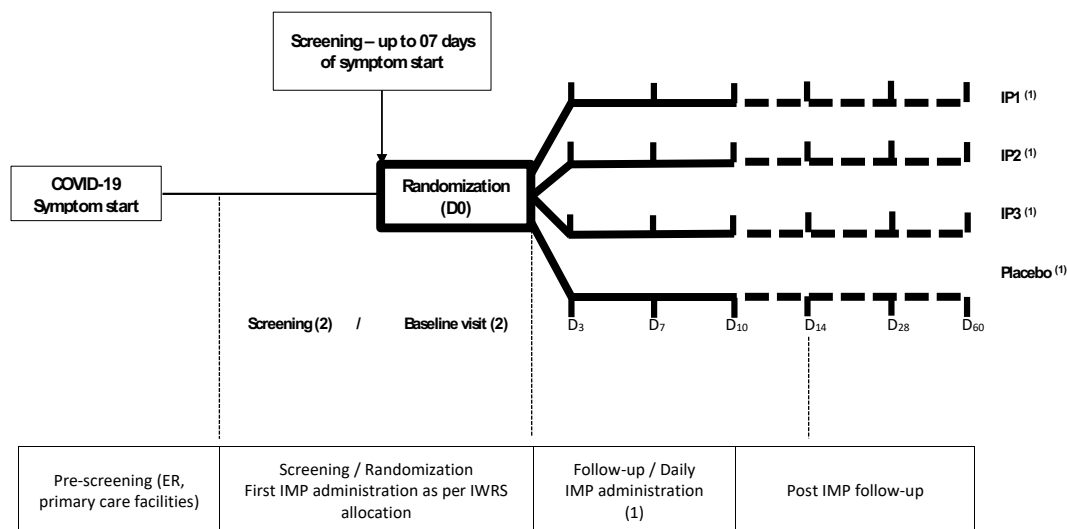 Screening – up to 07 days
of symptom start
IP1 (1)
IP2 (1)
COVID-19
Symptom start
Randomization
(D0)
IP3 (1)
Placebo (1)
Screening (2) / Baseline visit (2)
D3 D7 D10 D14 D28 D60
Pre-screening (ER,
primary care facilities)
Screening / Randomization
First IMP administration as per IWRS
allocation
Follow-up / Daily
IMP administration
(1)
Post IMP follow-up